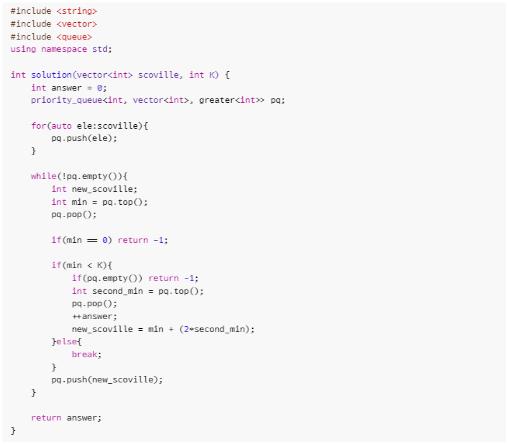 #include <string>
#include <vector>
#include <queue>
using namespace std;

int solution(vector<int> scoville, int K) {
    int answer = 0;
    priority_queue<int, vector<int>, greater<int>> pq;

    for(auto ele:scoville){
        pq.push(ele);
    }

    while(!pq.empty()){
        int new_scoville;
        int min = pq.top();
        pq.pop();

        if(min == 0) return -1;

        if(min < K){
            if(pq.empty()) return -1;
            int second_min = pq.top();
            pq.pop();
            ++answer;
            new_scoville = min + (2*second_min);
        }else{
            break;
        }
        pq.push(new_scoville);
    }

    return answer;
}